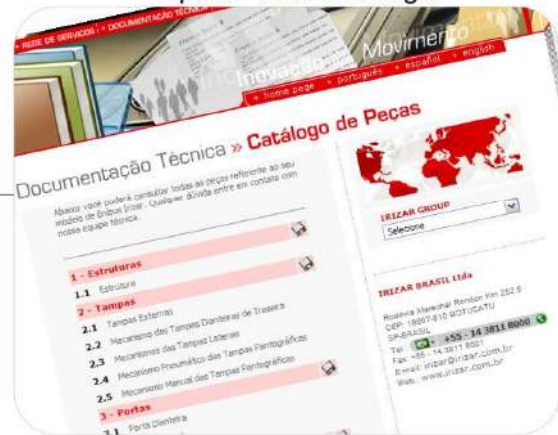 • REDE DE SERVIÇOS | • DOCUMENTAÇÃO TÉCNICA
Inovação
Movimento
• home page • português • español • english
Documentação Técnica » Catálogo de Peças
Abaixo você poderá consultar todas as peças referente ao seu
modelo de ônibus Irizar. Qualquer dúvida entre em contato com
nossa equipe técnica.
1 - Estruturas
1.1 Estrutura
2 - Tampas
2.1 Tampas Externas
2.2 Mecanismo das Tampas Dianteiras de Traseira
2.3 Mecanismos das Tampas Laterais
2.4 Mecanismo Pneumático das Tampas Pantográficas
2.5 Mecanismo Manual das Tampas Pantográficas
3 - Portas
3.1 Porta Dianteira
IRIZAR GROUP
Selecione
IRIZAR BRASIL Ltda
Rodovia Marechal Rondon Km 252.5
CEP: 18607-810 BOTUCATU
SP-BRASIL
Tel +55 - 14 3811 8000
Fax: +55 - 14 3811 8001
E-mail: irizar@irizar.com.br
Web.: www.irizar.com.br